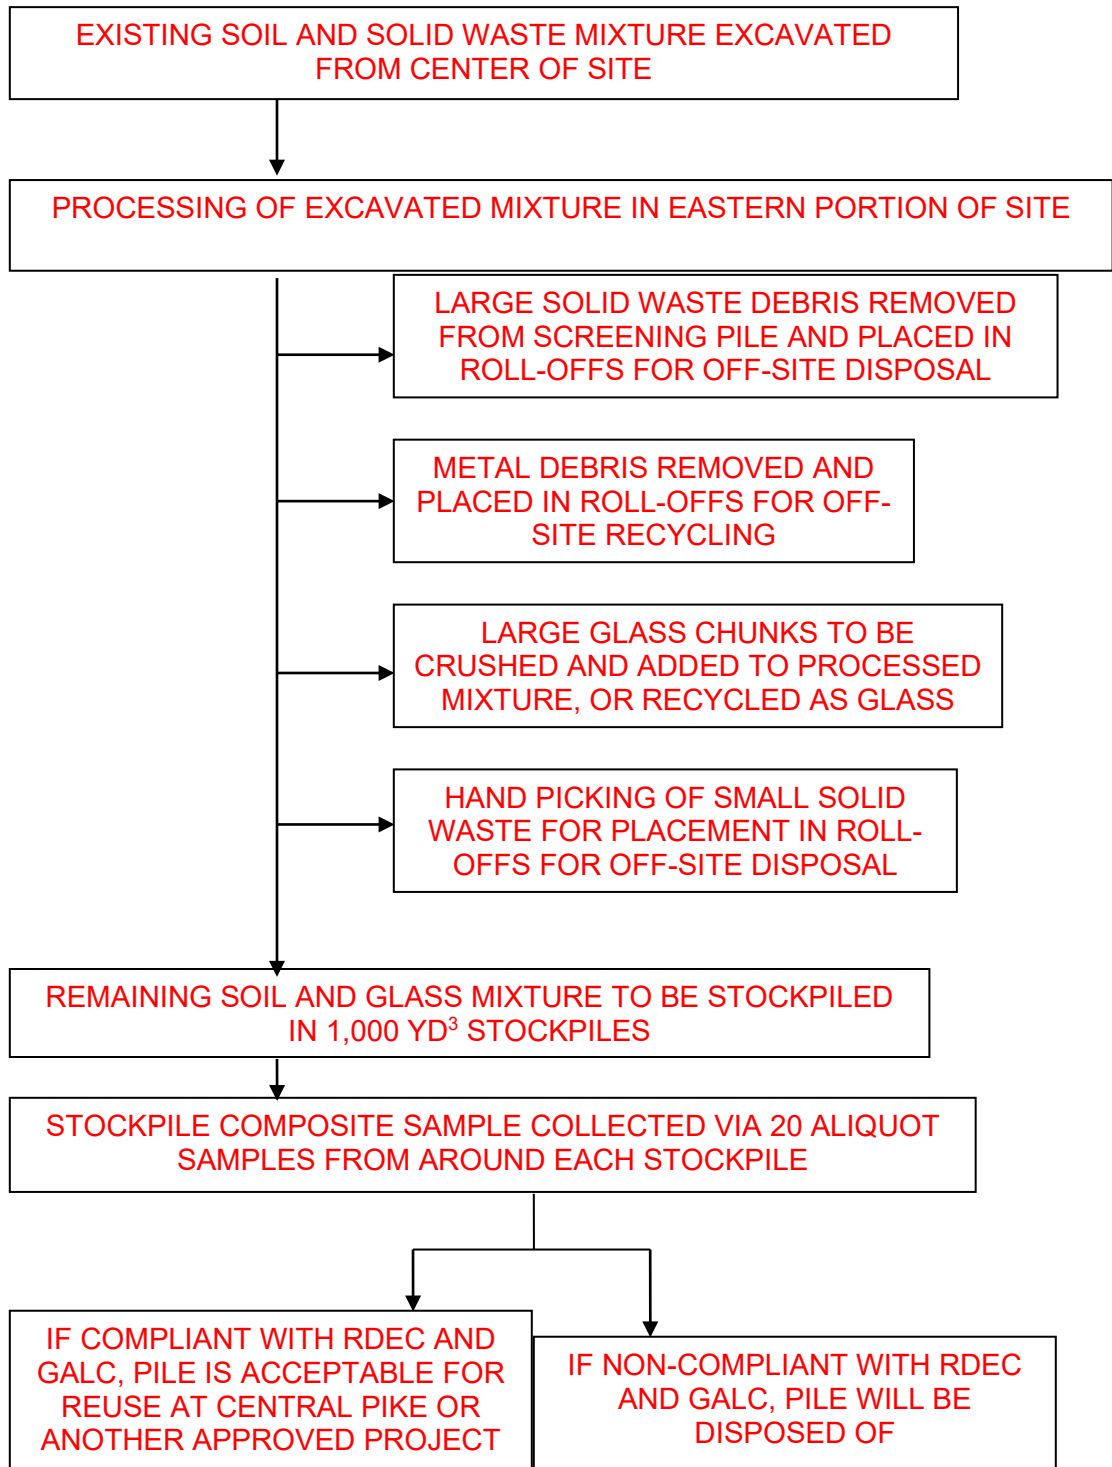 EXISTING SOIL AND SOLID WASTE MIXTURE EXCAVATED
FROM CENTER OF SITE
PROCESSING OF EXCAVATED MIXTURE IN EASTERN PORTION OF SITE
LARGE SOLID WASTE DEBRIS REMOVED
FROM SCREENING PILE AND PLACED IN
ROLL-OFFS FOR OFF-SITE DISPOSAL
METAL DEBRIS REMOVED AND
PLACED IN ROLL-OFFS FOR OFF-
SITE RECYCLING
LARGE GLASS CHUNKS TO BE
CRUSHED AND ADDED TO PROCESSED
MIXTURE, OR RECYCLED AS GLASS
HAND PICKING OF SMALL SOLID
WASTE FOR PLACEMENT IN ROLL-
OFFS FOR OFF-SITE DISPOSAL
REMAINING SOIL AND GLASS MIXTURE TO BE STOCKPILED
IN 1,000 YD³ STOCKPILES
STOCKPILE COMPOSITE SAMPLE COLLECTED VIA 20 ALIQUOT
SAMPLES FROM AROUND EACH STOCKPILE
IF COMPLIANT WITH RDEC AND
GALC, PILE IS ACCEPTABLE FOR
REUSE AT CENTRAL PIKE OR
ANOTHER APPROVED PROJECT
IF NON-COMPLIANT WITH RDEC
AND GALC, PILE WILL BE
DISPOSED OF